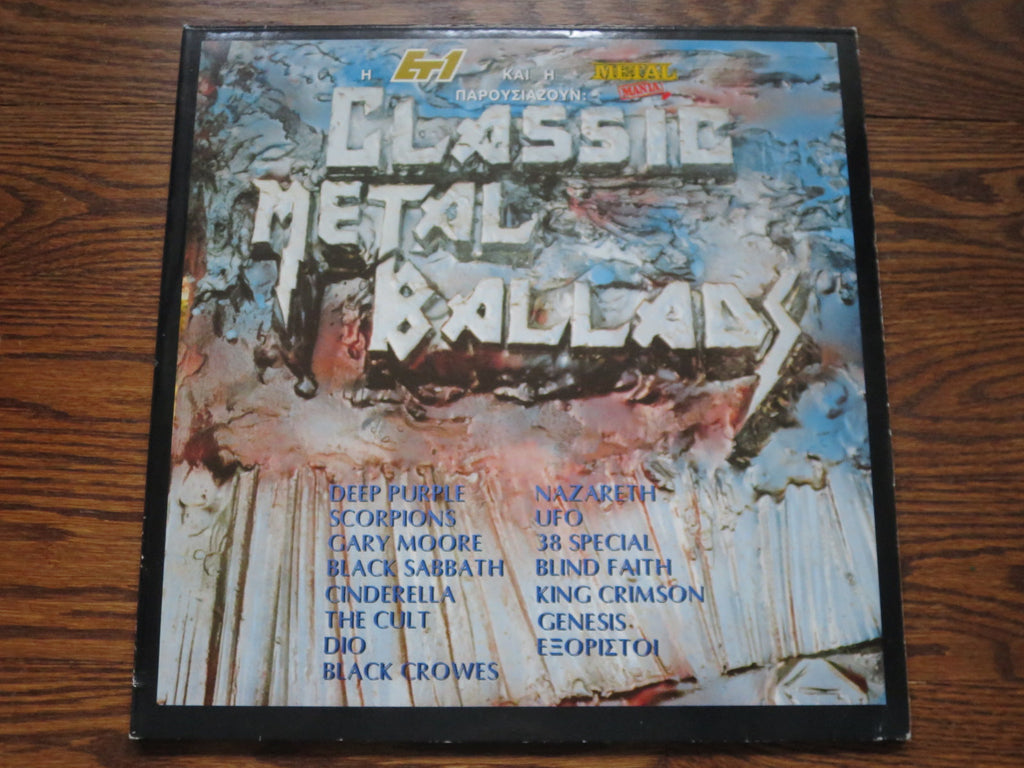 Η ΕΤ1 ΚΑΙ Η METAL MANIA
ΠΑΡΟΥΣΙΑΖΟΥΝ:
CLASSIC
METAL
BALLADS
DEEP PURPLE
SCORPIONS
GARY MOORE
BLACK SABBATH
CINDERELLA
THE CULT
DIO
BLACK CROWES
NAZARETH
UFO
38 SPECIAL
BLIND FAITH
KING CRIMSON
GENESIS
ΕΞΟΡΙΣΤΟΙ